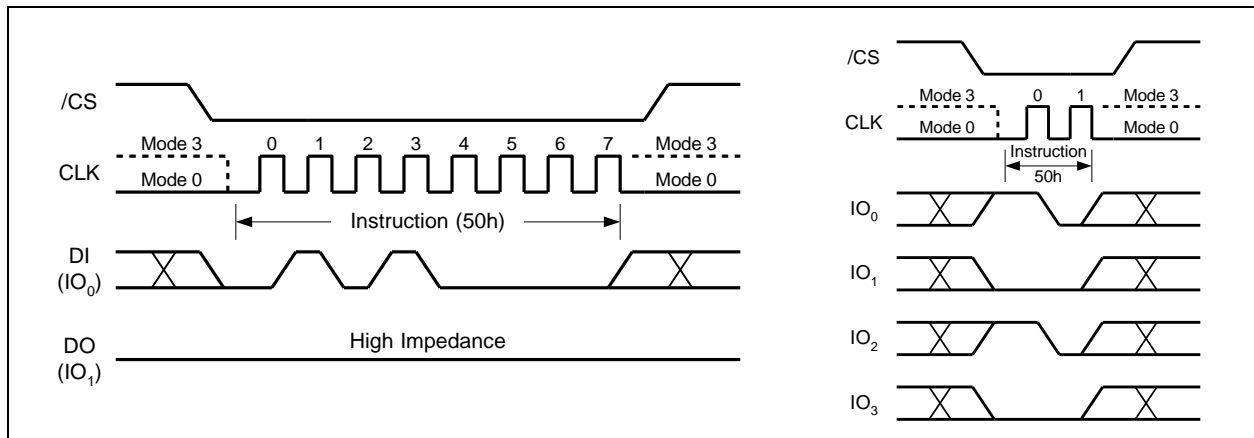 /CS
Mode 3 0 1 2 3 4 5 6 7 Mode 3
CLK
Mode 0 Mode 0
Instruction (50h)
DI
(IO0)
High Impedance
DO
(IO1)
/CS
Mode 3 0 1 Mode 3
CLK
Mode 0 Mode 0
Instruction
50h
IO0
IO1
IO2
IO3